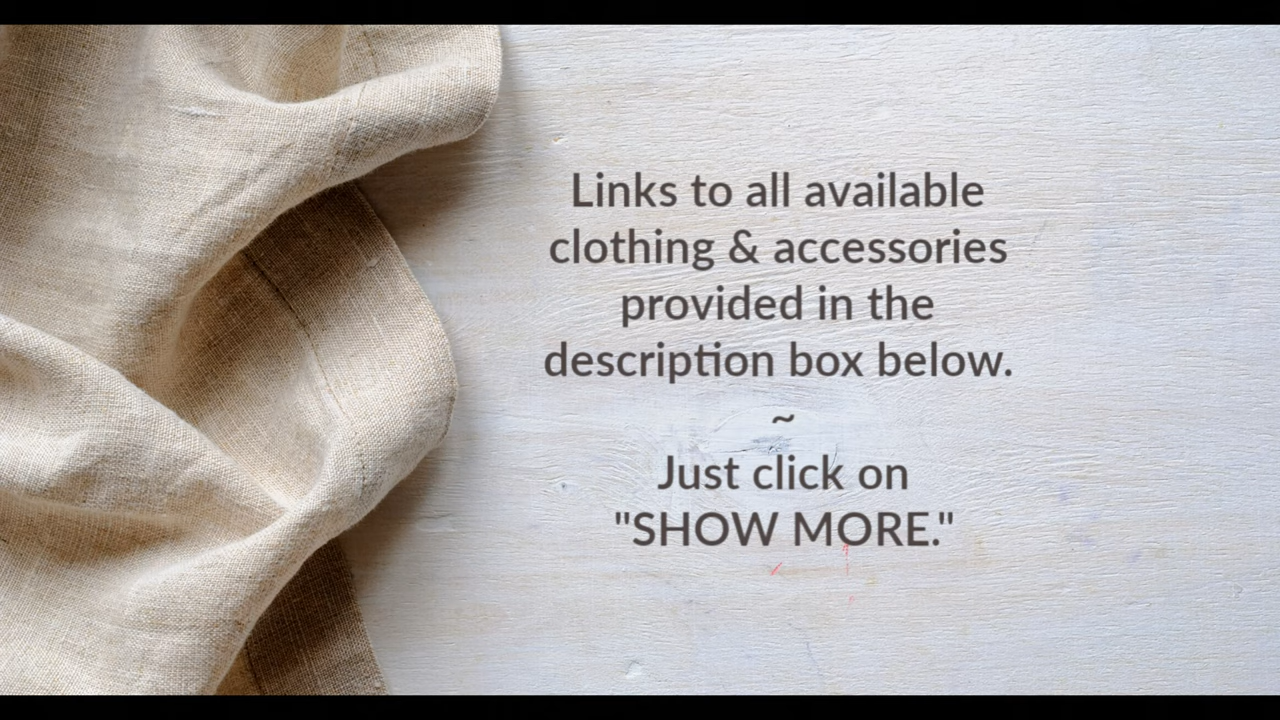 Links to all available
clothing & accessories
provided in the
description box below.
~
Just click on
"SHOW MORE."